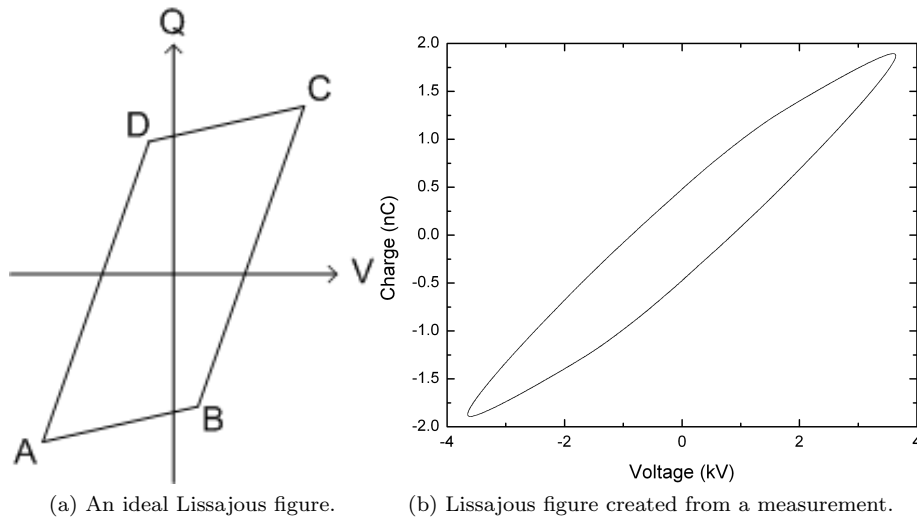 Q
D
C
V
A
B
(a) An ideal Lissajous figure.
2.0
1.5
1.0
0.5
0.0
-0.5
-1.0
-1.5
-2.0
Charge (nC)
-4
-2
0
2
4
Voltage (kV)
(b) Lissajous figure created from a measurement.